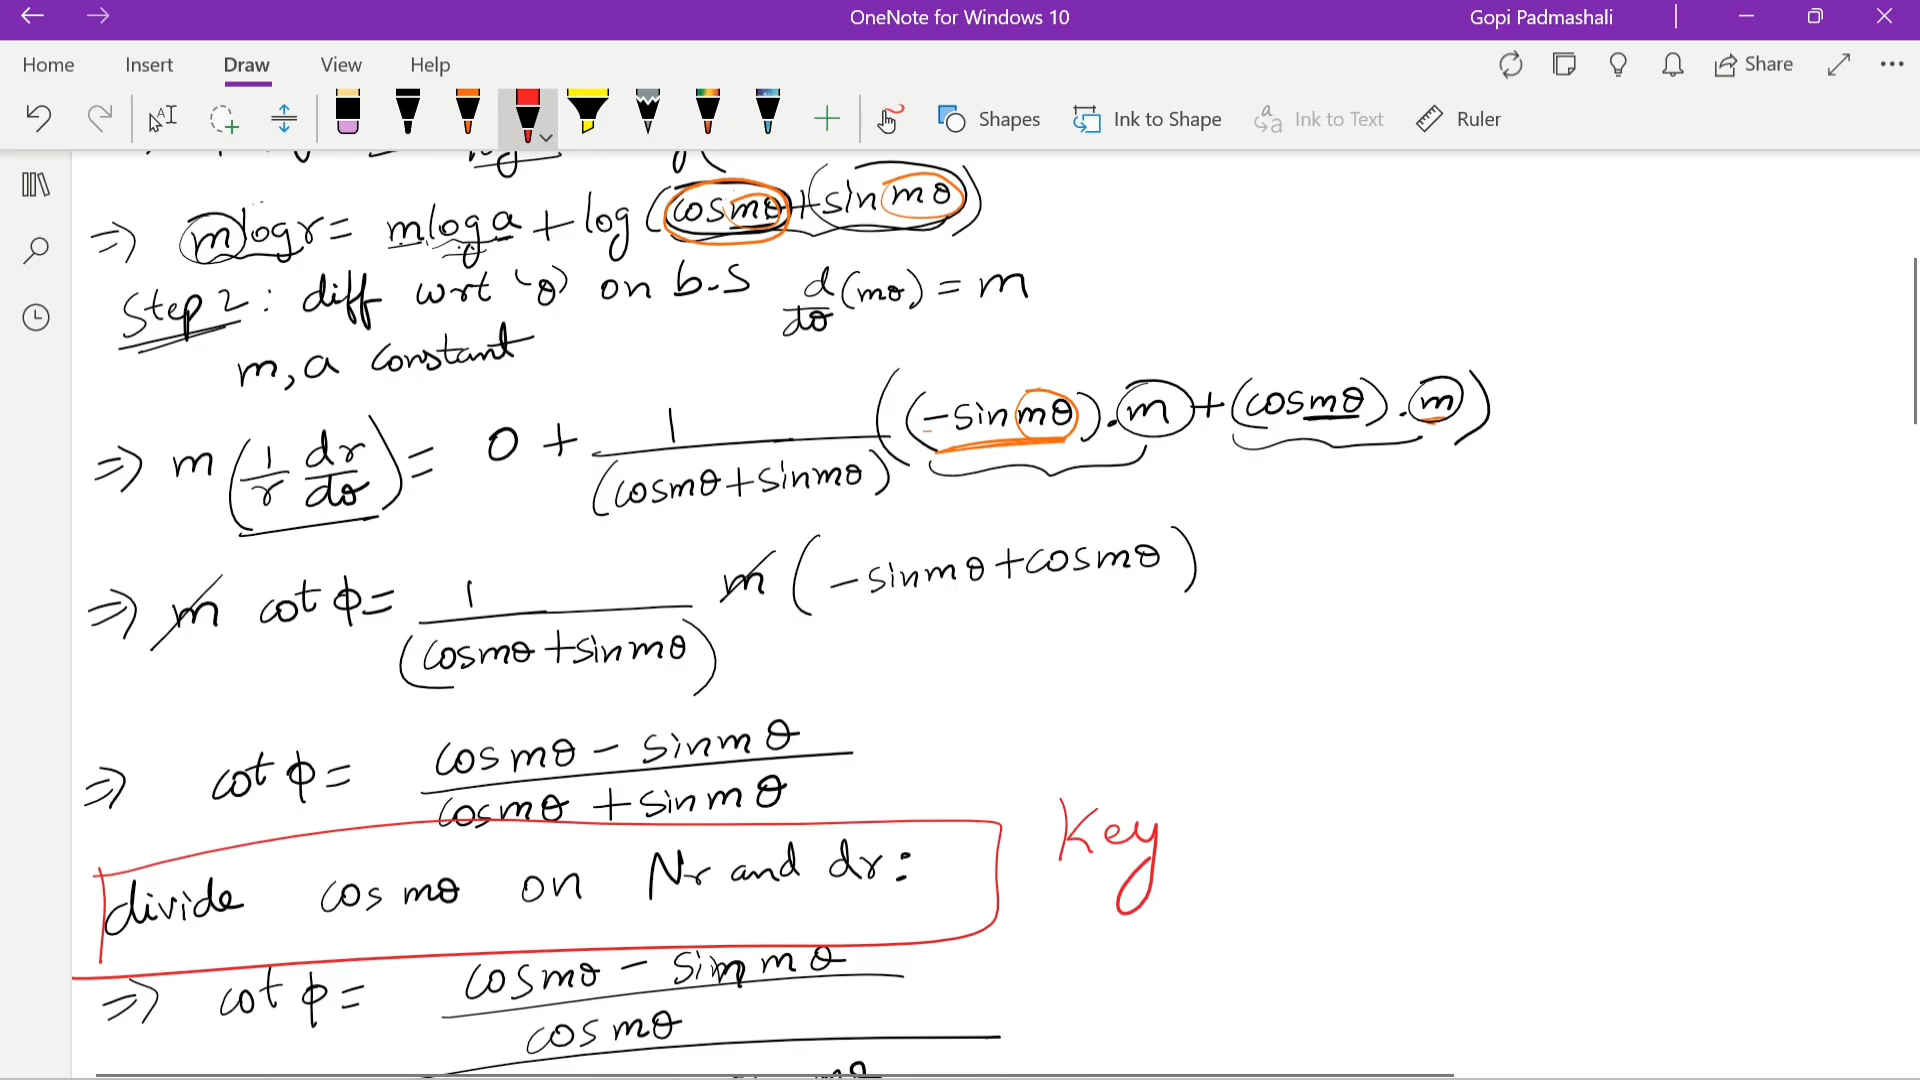 OneNote for Windows 10
Gopi Padmashali
Home Insert Draw View Help
Share
Shapes Ink to Shape Ink to Text Ruler
⇒ m log r = m log a + log (cos mθ + sin mθ)
Step 2 : diff wrt 'θ' on b.s d/dθ (mθ) = m
m, a constant
⇒ m (1/r dr/dθ) = 0 + 1/(cos mθ + sin mθ) ((-sin mθ).m + (cos mθ).m)
⇒ m cot φ = 1/(cos mθ + sin mθ) m (-sin mθ + cos mθ)
⇒ cot φ = cos mθ - sin mθ / cos mθ + sin mθ
divide cos mθ on Nr and dr :
Key
⇒ cot φ = cos mθ - sin mθ
cos mθ